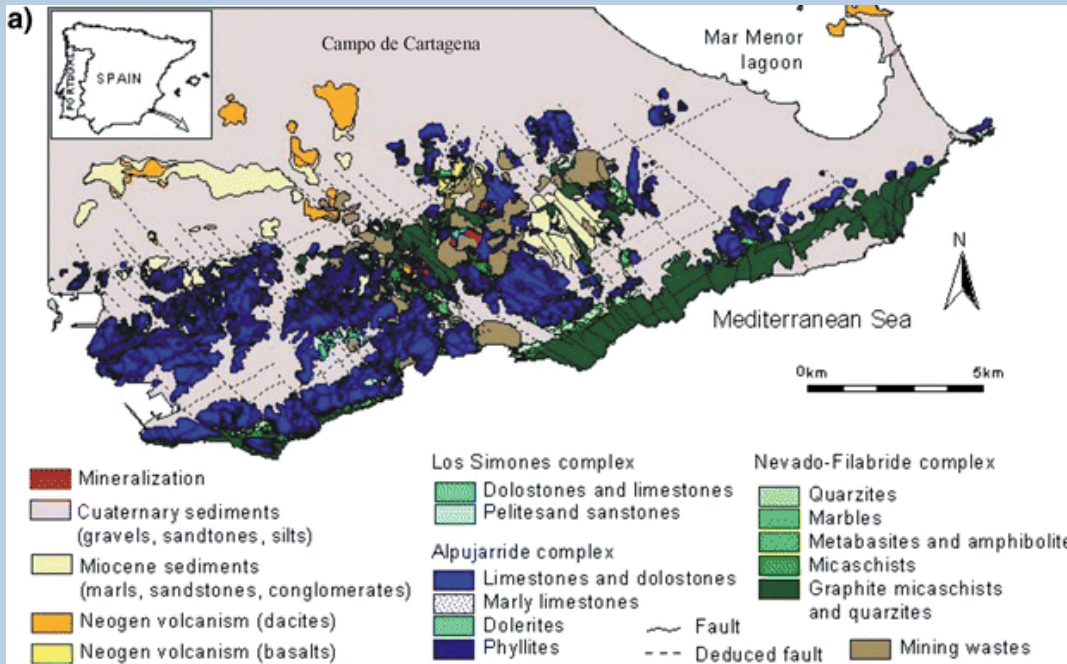 a)
Campo de Cartagena
Mar Menor
lagoon
PORTUGAL
SPAIN
N
Mediterranean Sea
0km
5km
Mineralization
Cuaternary sediments
(gravels, sandtones, silts)
Miocene sediments
(marls, sandstones, conglomerates)
Neogen volcanism (dacites)
Neogen volcanism (basalts)
Los Simones complex
Dolostones and limestones
Pelitesand sanstones
Alpujarride complex
Limestones and dolostones
Marly limestones
Dolerites
Phyllites
Fault
Deduced fault
Nevado-Filabride complex
Quarzites
Marbles
Metabasites and amphibolite
Micaschists
Graphite micaschists
and quarzites
Mining wastes